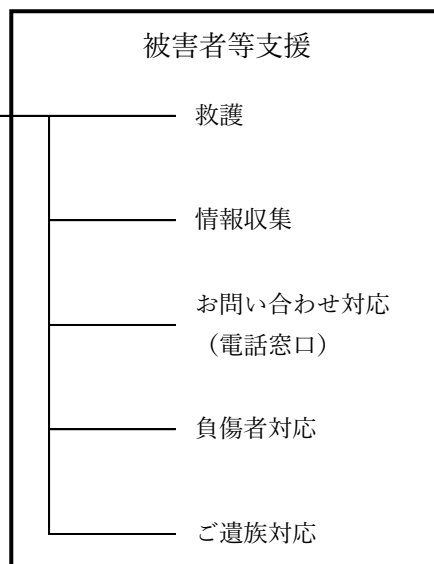 被害者等支援
救護
情報収集
お問い合わせ対応
（電話窓口）
負傷者対応
ご遺族対応